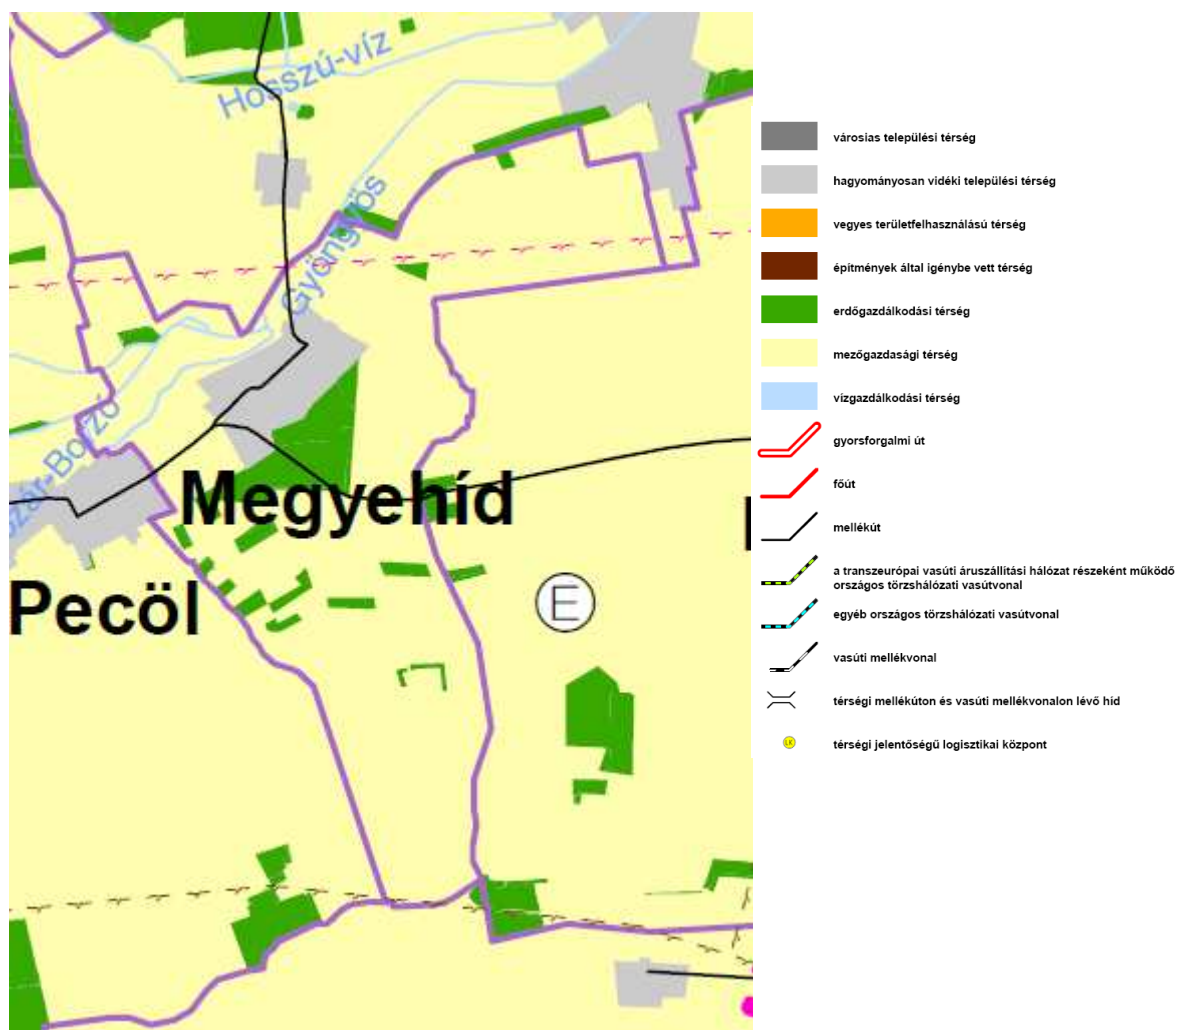 Hosszú-víz
Gyöngyös
Megyehíd
Pecöl
E
városias települési térség
hagyományosan vidéki települési térség
vegyes területfelhasználású térség
építmények által igénybe vett térség
erdőgazdálkodási térség
mezőgazdasági térség
vízgazdálkodási térség
gyorsforgalmi út
főút
mellékút
a transzeurópai vasúti áruszállítási hálózat részeként működő
országos törzshálózati vasútvonal
egyéb országos törzshálózati vasútvonal
vasúti mellékvonal
térségi mellékúton és vasúti mellékvonalon lévő híd
térségi jelentőségű logisztikai központ